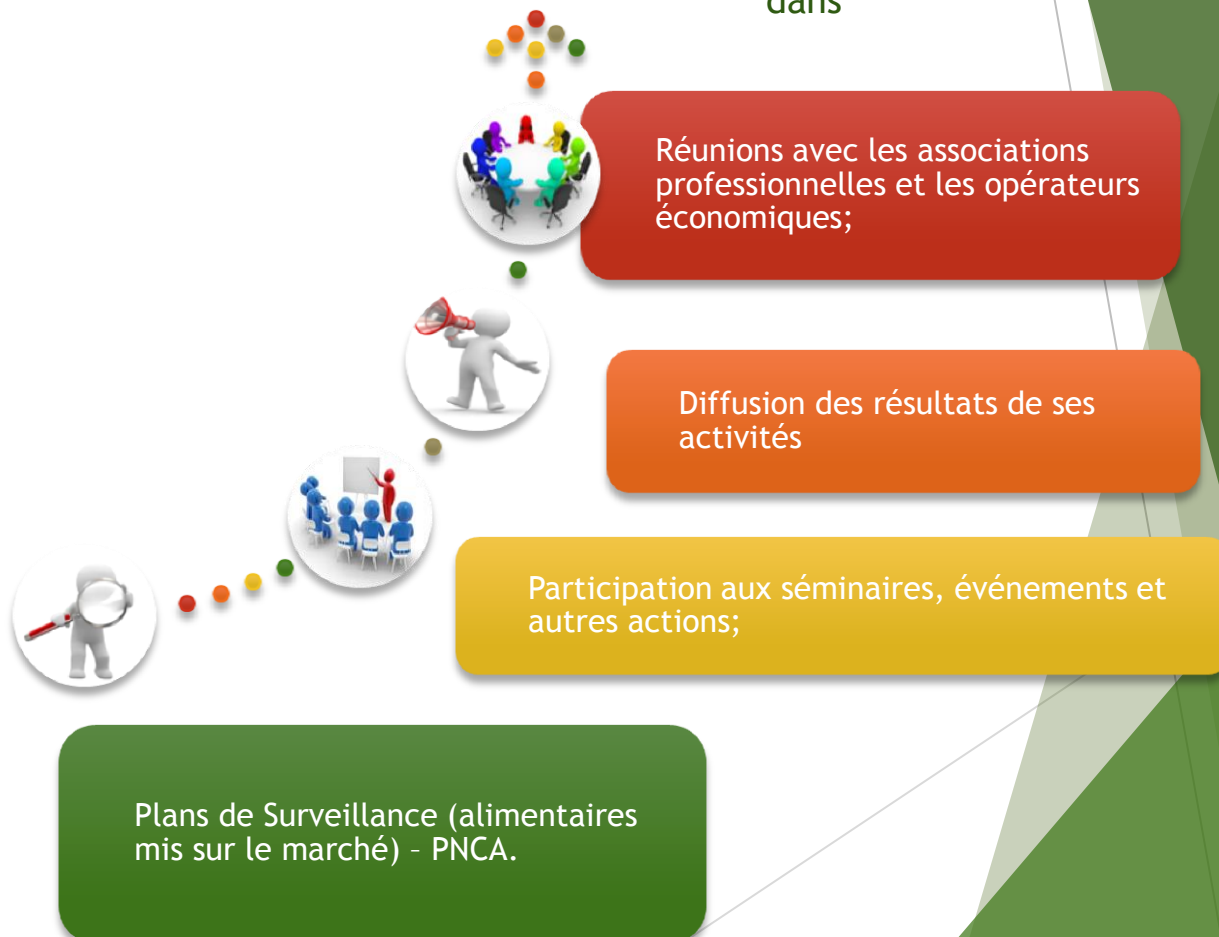 dans
Réunions avec les associations
professionnelles et les opérateurs
économiques;
Diffusion des résultats de ses
activités
Participation aux séminaires, événements et
autres actions;
Plans de Surveillance (alimentaires
mis sur le marché) – PNCA.